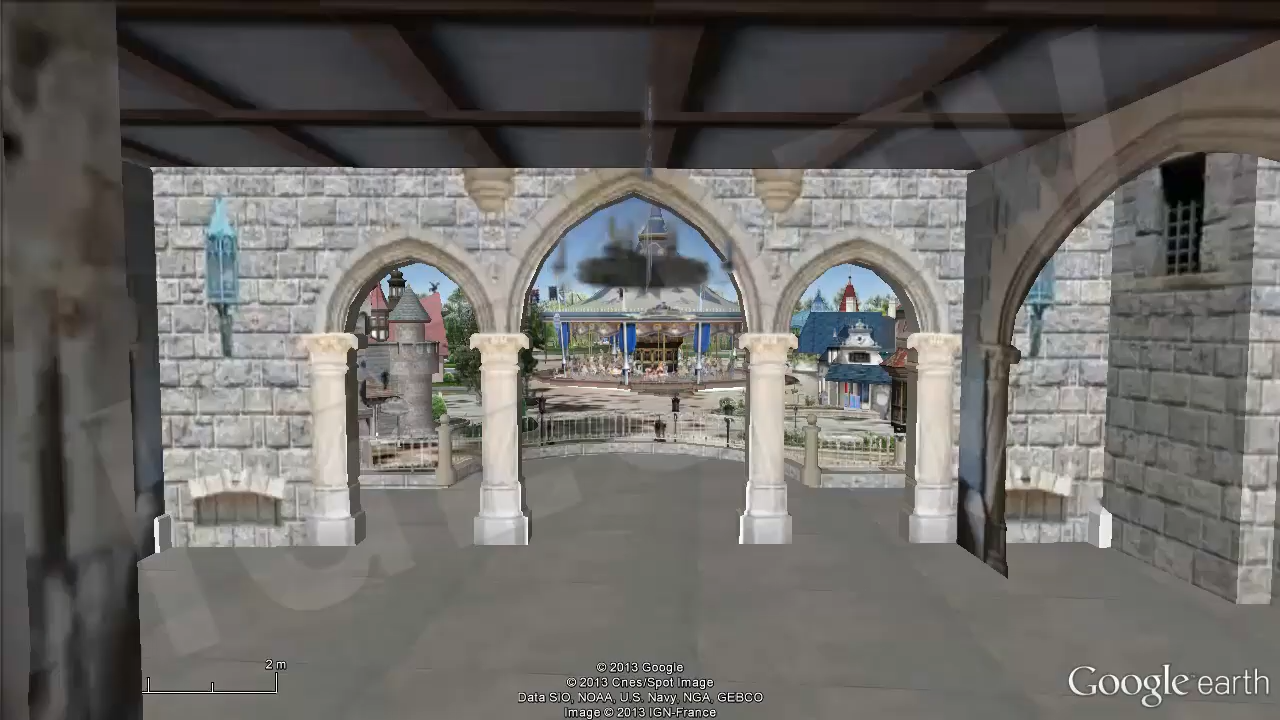 2 m
© 2013 Google
© 2013 Cnes/Spot Image
Data SIO, NOAA, U.S. Navy, NGA, GEBCO
Image © 2013 IGN-France
Google earth